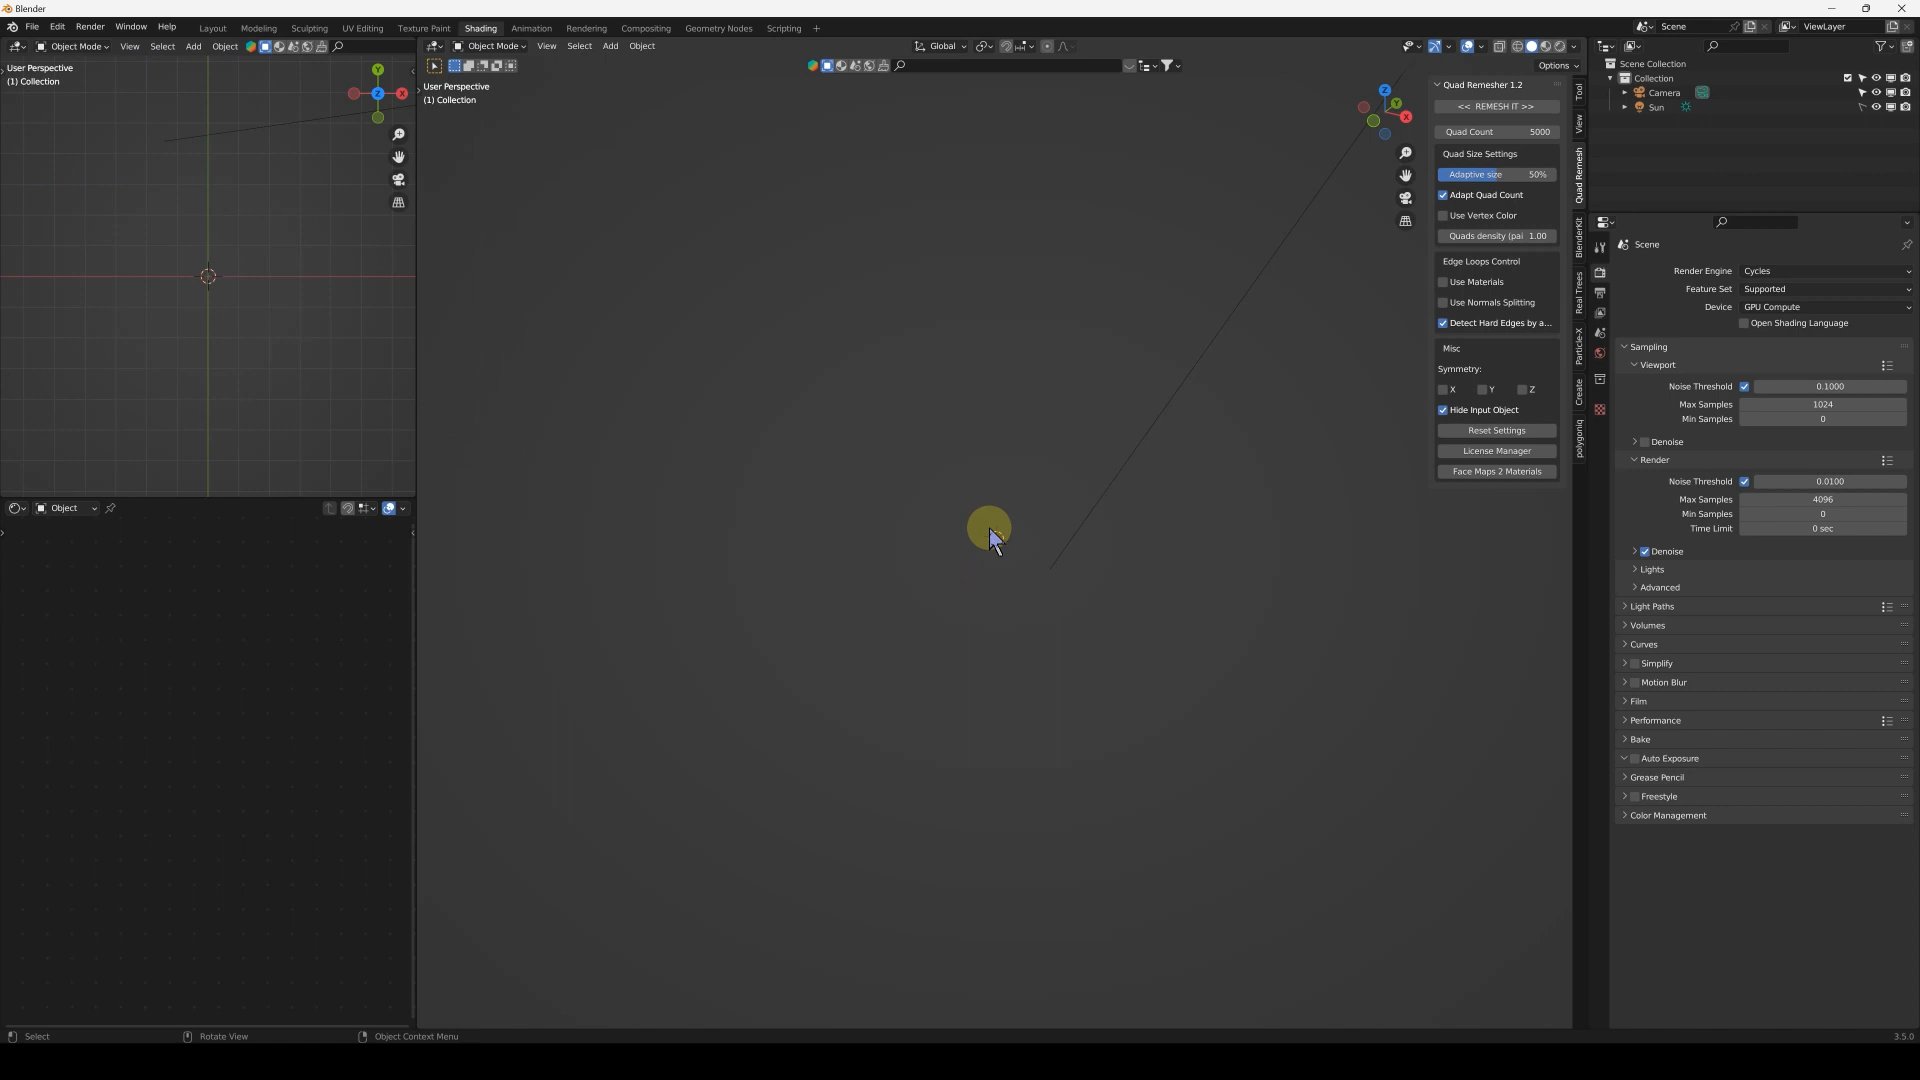 Blender
File Edit Render Window Help Layout Modeling Sculpting UV Editing Texture Paint Shading Animation Rendering Compositing Geometry Nodes Scripting + Scene ViewLayer
Object Mode View Select Add Object
Object Mode View Select Add Object Global
Options
User Perspective
(1) Collection
X
Y
Z
User Perspective
(1) Collection
Z
Y
X
Quad Remesher 1.2
<< REMESH IT >>
Quad Count 5000
Quad Size Settings
Adaptive size 50%
Adapt Quad Count
Use Vertex Color
Quads density (pai 1.00
Edge Loops Control
Use Materials
Use Normals Splitting
Detect Hard Edges by a...
Misc
Symmetry:
X Y Z
Hide Input Object
Reset Settings
License Manager
Face Maps 2 Materials
Tool
View
Quad Remesh
BlenderKit
Real Trees
Particle-X
Create
polygoniq
Scene Collection
Collection
Camera
Sun
Scene
Render Engine Cycles
Feature Set Supported
Device GPU Compute
Open Shading Language
Sampling
Viewport
Noise Threshold 0.1000
Max Samples 1024
Min Samples 0
Denoise
Render
Noise Threshold 0.0100
Max Samples 4096
Min Samples 0
Time Limit 0 sec
Denoise
Lights
Advanced
Light Paths
Volumes
Curves
Simplify
Motion Blur
Film
Performance
Bake
Auto Exposure
Grease Pencil
Freestyle
Color Management
Object
Select Rotate View Object Context Menu 3.5.0